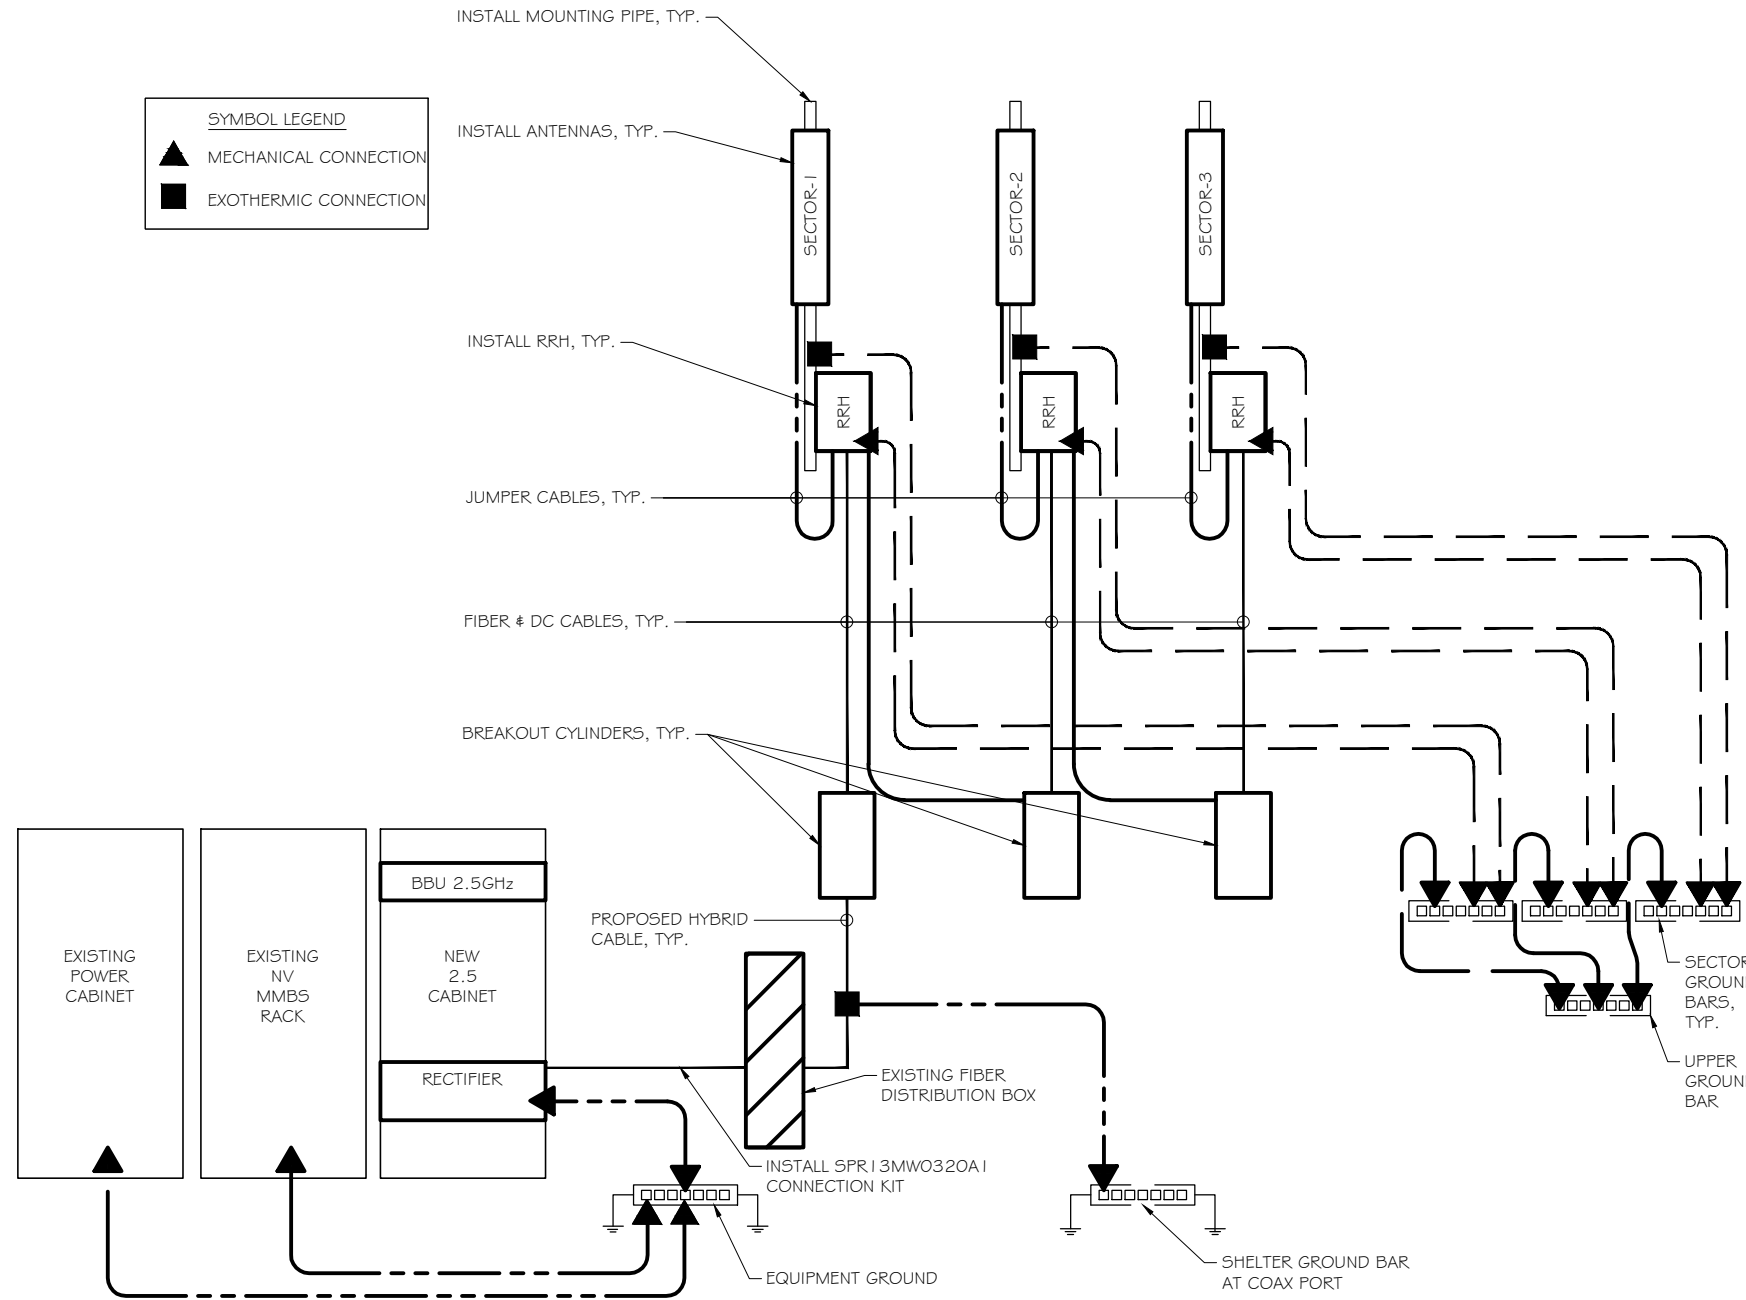 INSTALL MOUNTING PIPE, TYP.
SYMBOL LEGEND
MECHANICAL CONNECTION
EXOTHERMIC CONNECTION
INSTALL ANTENNAS, TYP.
SECTOR-1
SECTOR-2
SECTOR-3
INSTALL RRH, TYP.
RRH
RRH
RRH
JUMPER CABLES, TYP.
FIBER & DC CABLES, TYP.
BREAKOUT CYLINDERS, TYP.
BBU 2.5GHz
PROPOSED HYBRID
CABLE, TYP.
EXISTING
POWER
CABINET
EXISTING
NV
MMBS
RACK
NEW
2.5
CABINET
RECTIFIER
SECTOR
GROUN
BARS,
TYP.
UPPER
GROUN
BAR
EXISTING FIBER
DISTRIBUTION BOX
INSTALL SPR13MW0320A1
CONNECTION KIT
EQUIPMENT GROUND
SHELTER GROUND BAR
AT COAX PORT